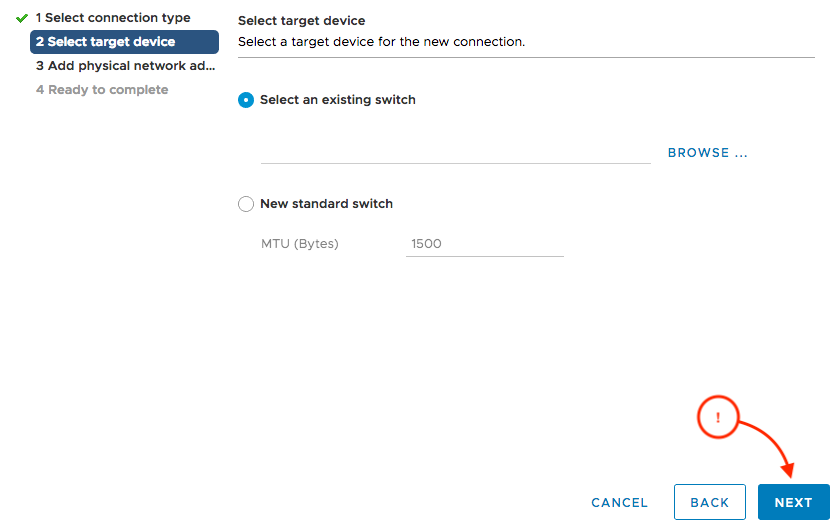 1 Select connection type
2 Select target device
3 Add physical network ad...
4 Ready to complete
Select target device
Select a target device for the new connection.
Select an existing switch
BROWSE ...
New standard switch
MTU (Bytes) 1500
!
CANCEL BACK NEXT